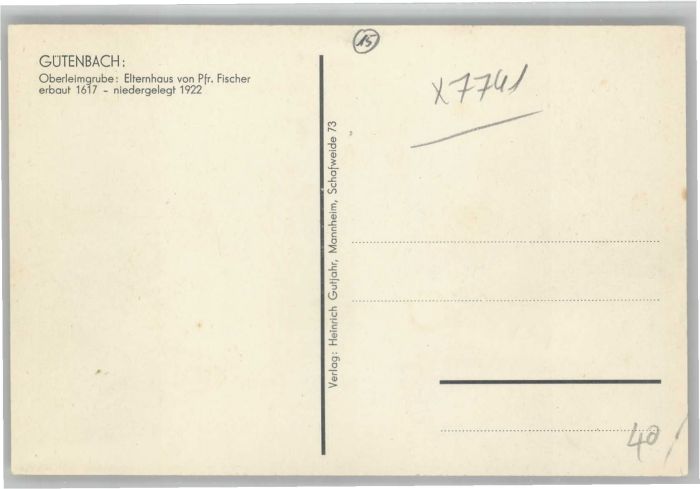 GÜTENBACH:
Oberleimgrube: Elternhaus von Pfr. Fischer
erbaut 1617 - niedergelegt 1922
Verlag: Heinrich Gutjahr, Mannheim, Schafweide 73
15
x7741
40